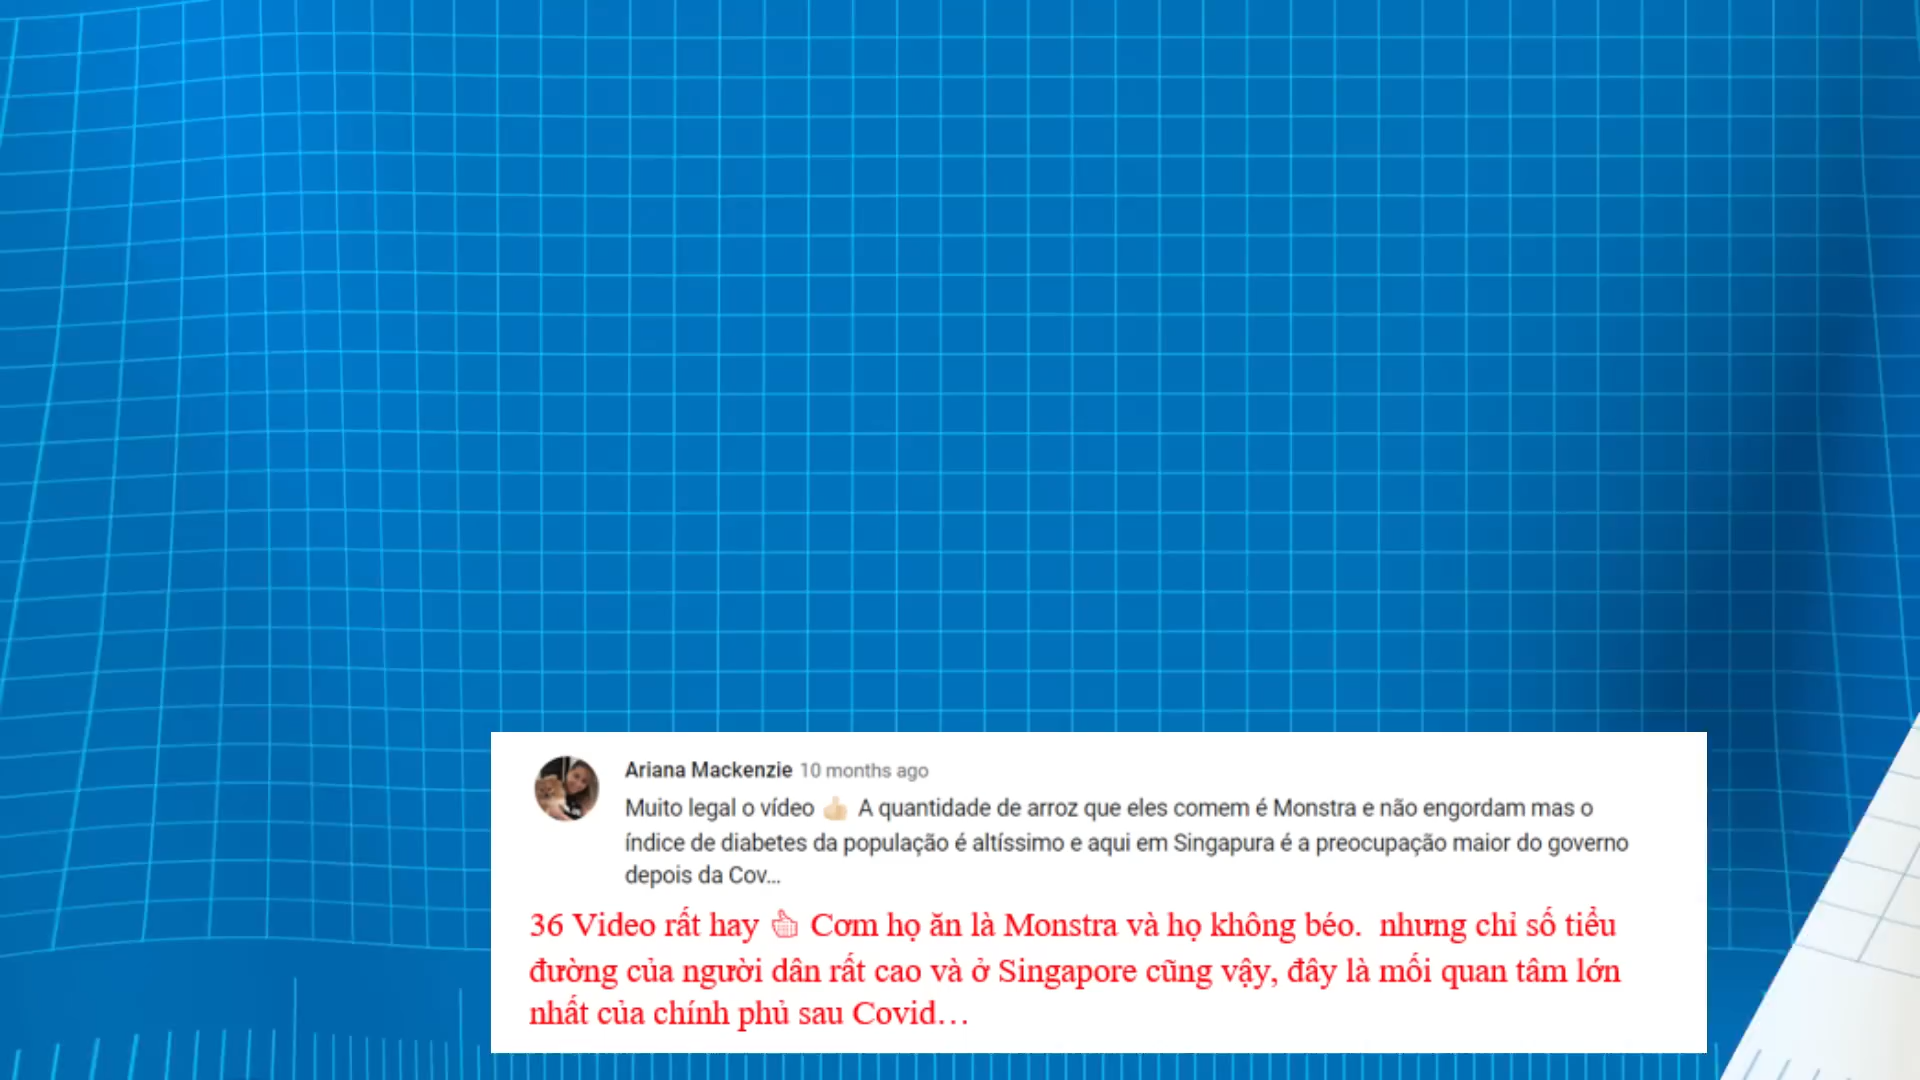 Ariana Mackenzie 10 months ago
Muito legal o vídeo 👍🏻 A quantidade de arroz que eles comem é Monstra e não engordam mas o
índice de diabetes da população é altíssimo e aqui em Singapura é a preocupação maior do governo
depois da Cov...
36 Video rất hay 👍 Cơm họ ăn là Monstra và họ không béo.  nhưng chỉ số tiểu
đường của người dân rất cao và ở Singapore cũng vậy, đây là mối quan tâm lớn
nhất của chính phủ sau Covid…